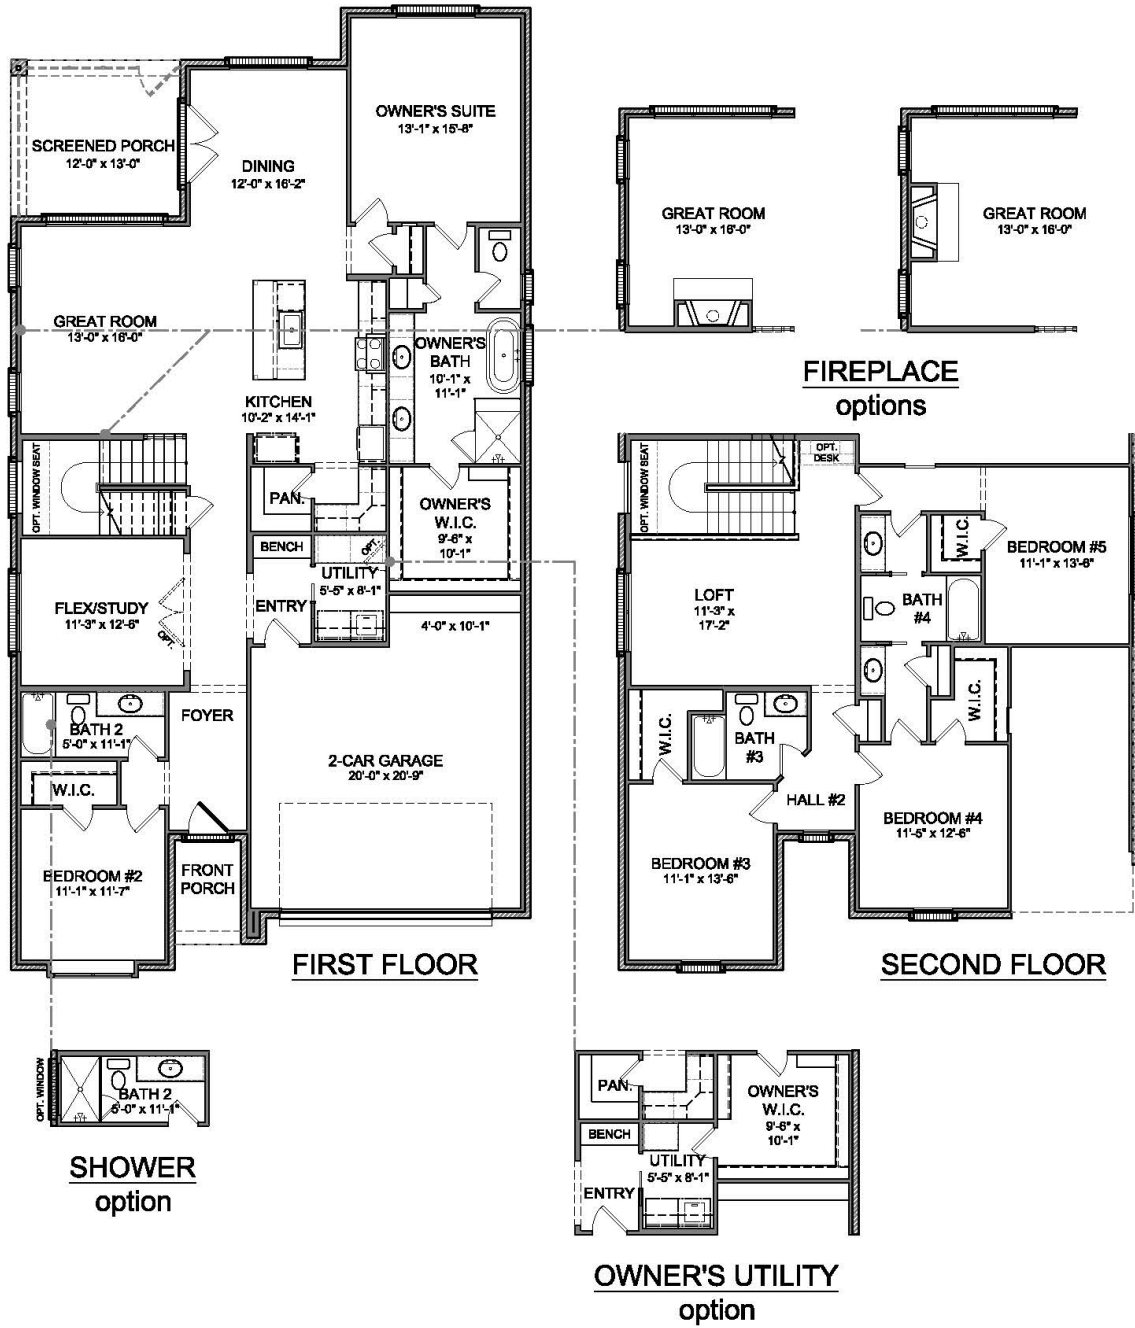 OWNER'S SUITE
13'-1" x 15'-8"
SCREENED PORCH
12'-0" x 13'-0"
DINING
12'-0" x 16'-2"
GREAT ROOM
13'-0" x 16'-0"
OWNER'S
BATH
10'-1" x
11'-1"
KITCHEN
10'-2" x 14'-1"
OPT. WINDOW SEAT
PAN.
OWNER'S
W.I.C.
9'-6" x
10'-1"
BENCH
OPT.
UTILITY
5'-5" x 8'-1"
ENTRY
FLEX/STUDY
11'-3" x 12'-6"
OPT.
4'-0" x 10'-1"
FOYER
BATH 2
5'-0" x 11'-1"
2-CAR GARAGE
20'-0" x 20'-9"
W.I.C.
BEDROOM #2
11'-1" x 11'-7"
FRONT
PORCH
FIRST FLOOR
GREAT ROOM
13'-0" x 16'-0"
GREAT ROOM
13'-0" x 16'-0"
FIREPLACE
options
OPT. WINDOW SEAT
OPT.
DESK
W.I.C.
BEDROOM #5
11'-1" x 13'-6"
LOFT
11'-3" x
17'-2"
BATH
#4
W.I.C.
W.I.C.
BATH
#3
HALL #2
BEDROOM #4
11'-5" x 12'-6"
BEDROOM #3
11'-1" x 13'-6"
SECOND FLOOR
OPT. WINDOW
BATH 2
5'-0" x 11'-1"
SHOWER
option
PAN.
OWNER'S
W.I.C.
9'-6" x
10'-1"
BENCH
UTILITY
5'-5" x 8'-1"
ENTRY
OWNER'S UTILITY
option